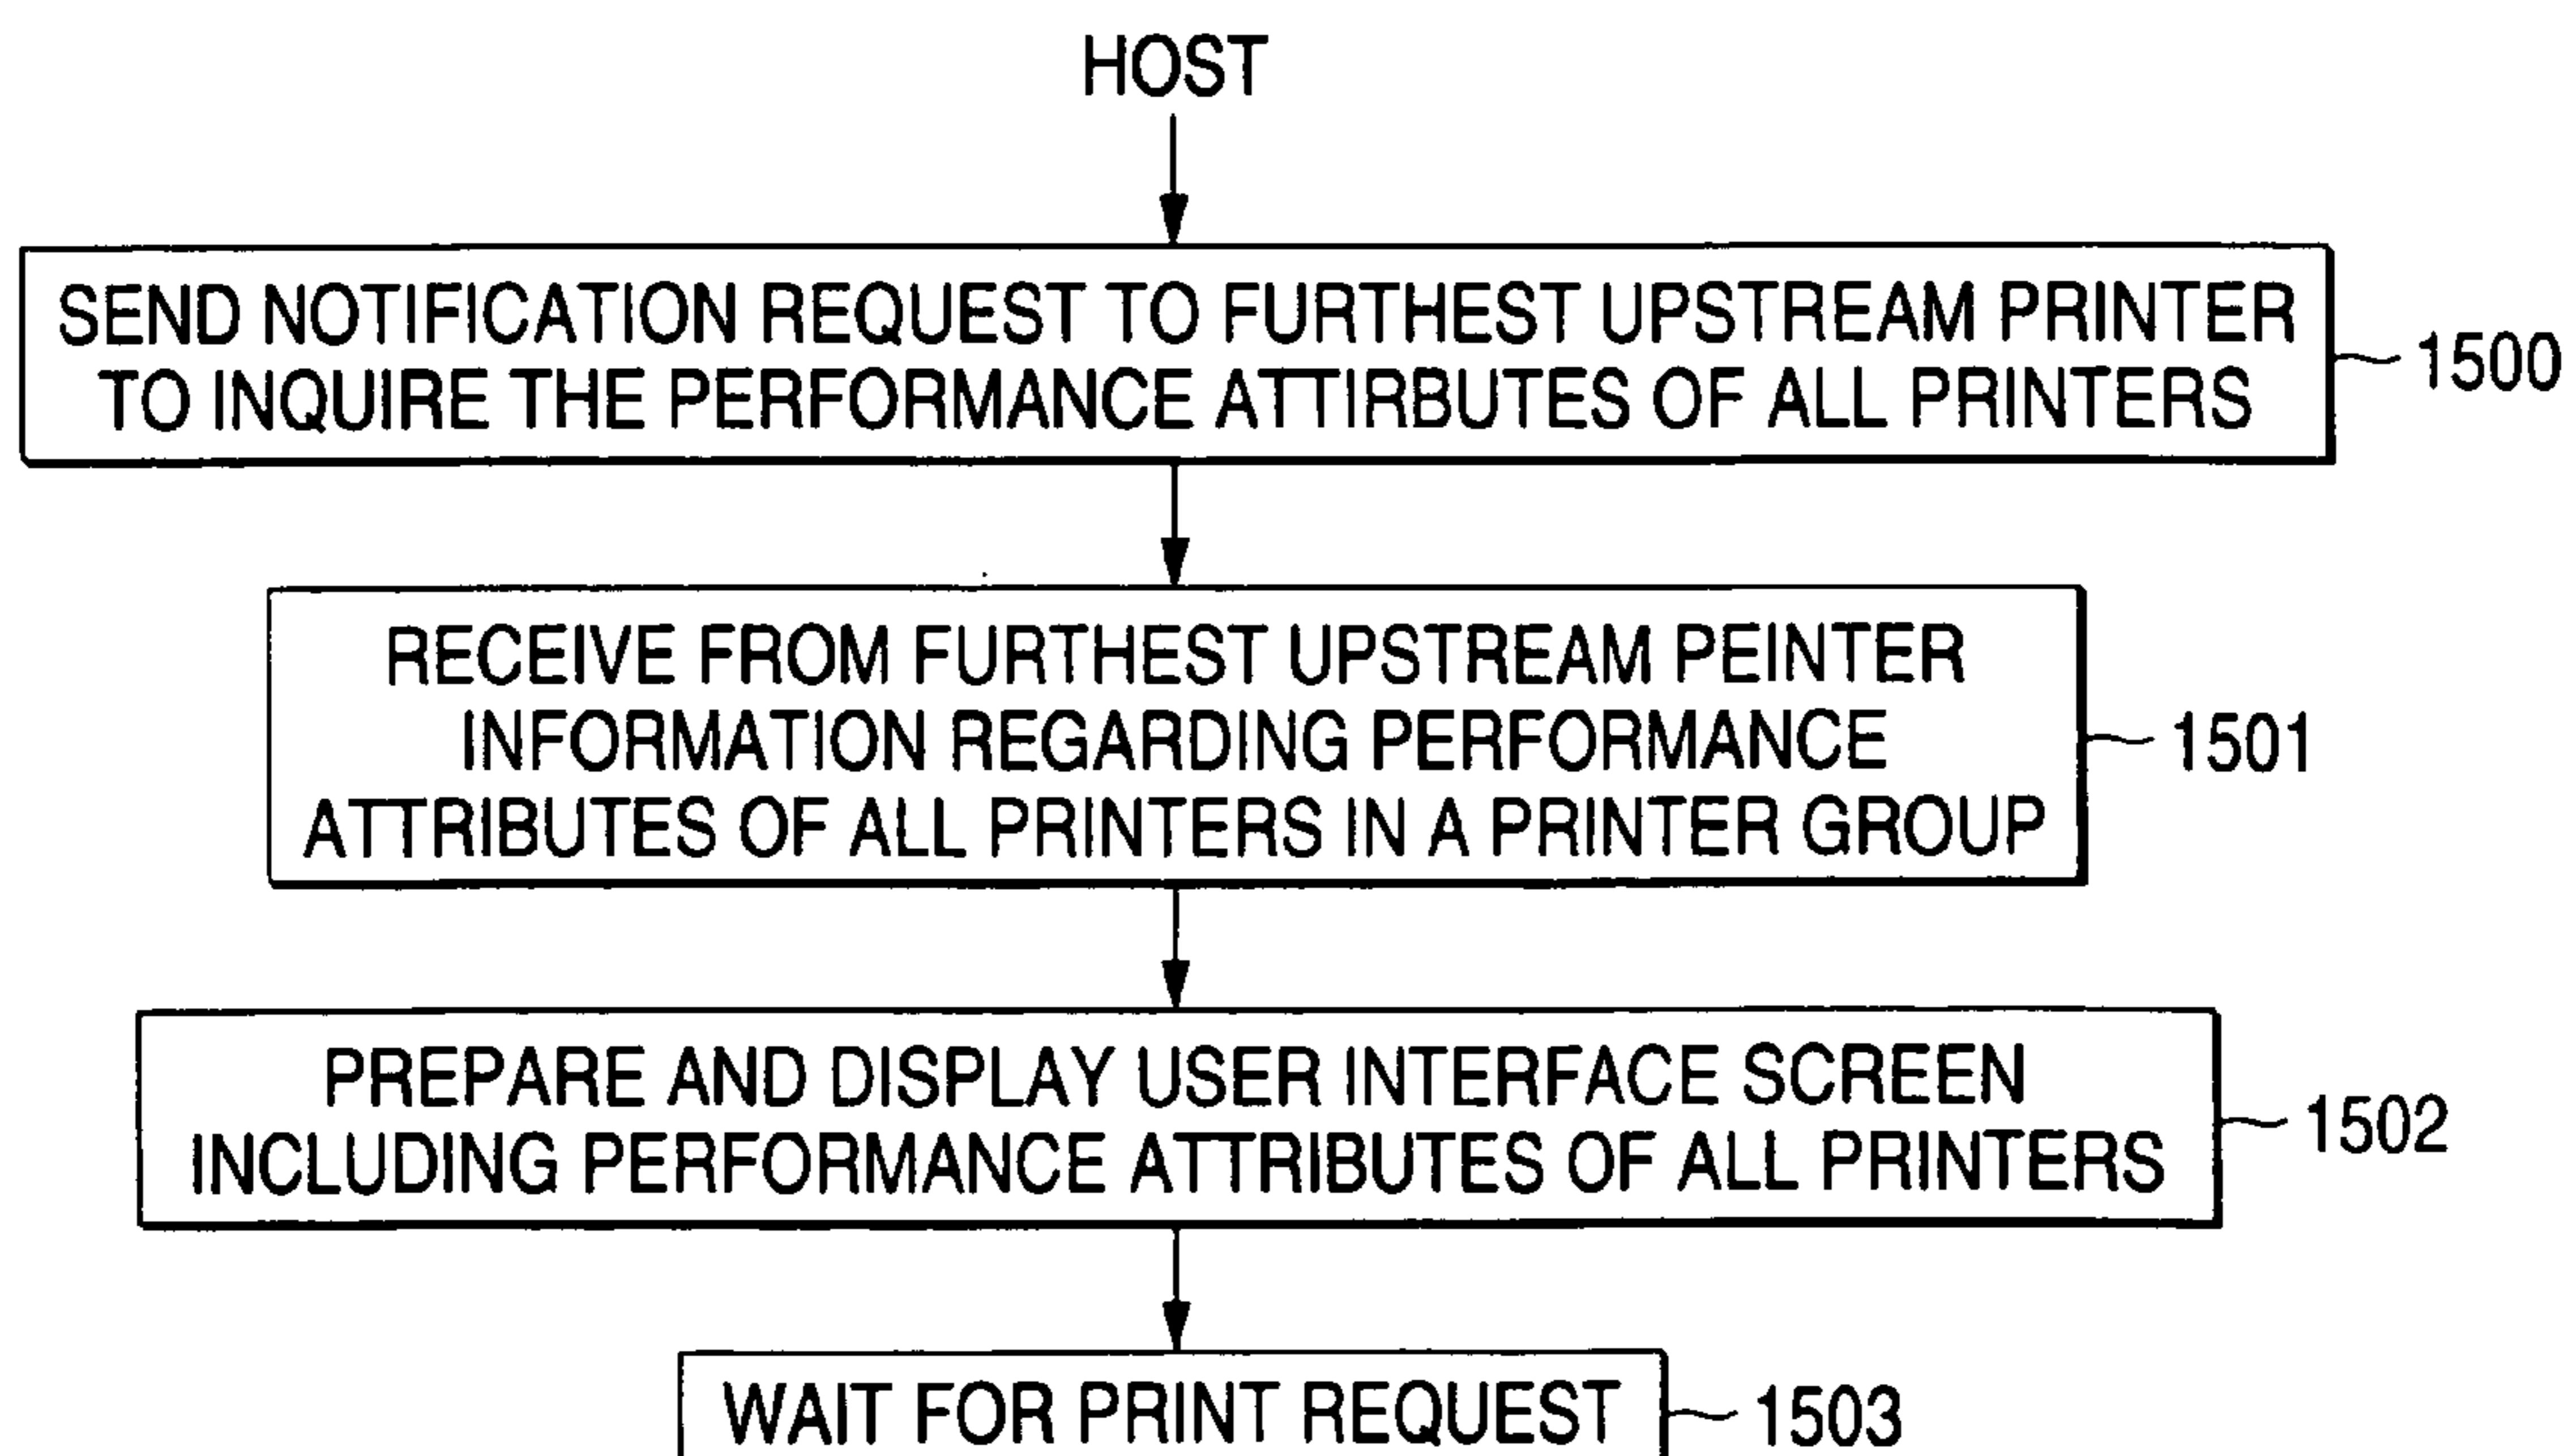 HOST
SEND NOTIFICATION REQUEST TO FURTHEST UPSTREAM PRINTER
TO INQUIRE THE PERFORMANCE ATTIRBUTES OF ALL PRINTERS
1500
RECEIVE FROM FURTHEST UPSTREAM PEINTER
INFORMATION REGARDING PERFORMANCE
ATTRIBUTES OF ALL PRINTERS IN A PRINTER GROUP
1501
PREPARE AND DISPLAY USER INTERFACE SCREEN
INCLUDING PERFORMANCE ATTRIBUTES OF ALL PRINTERS
1502
WAIT FOR PRINT REQUEST
1503